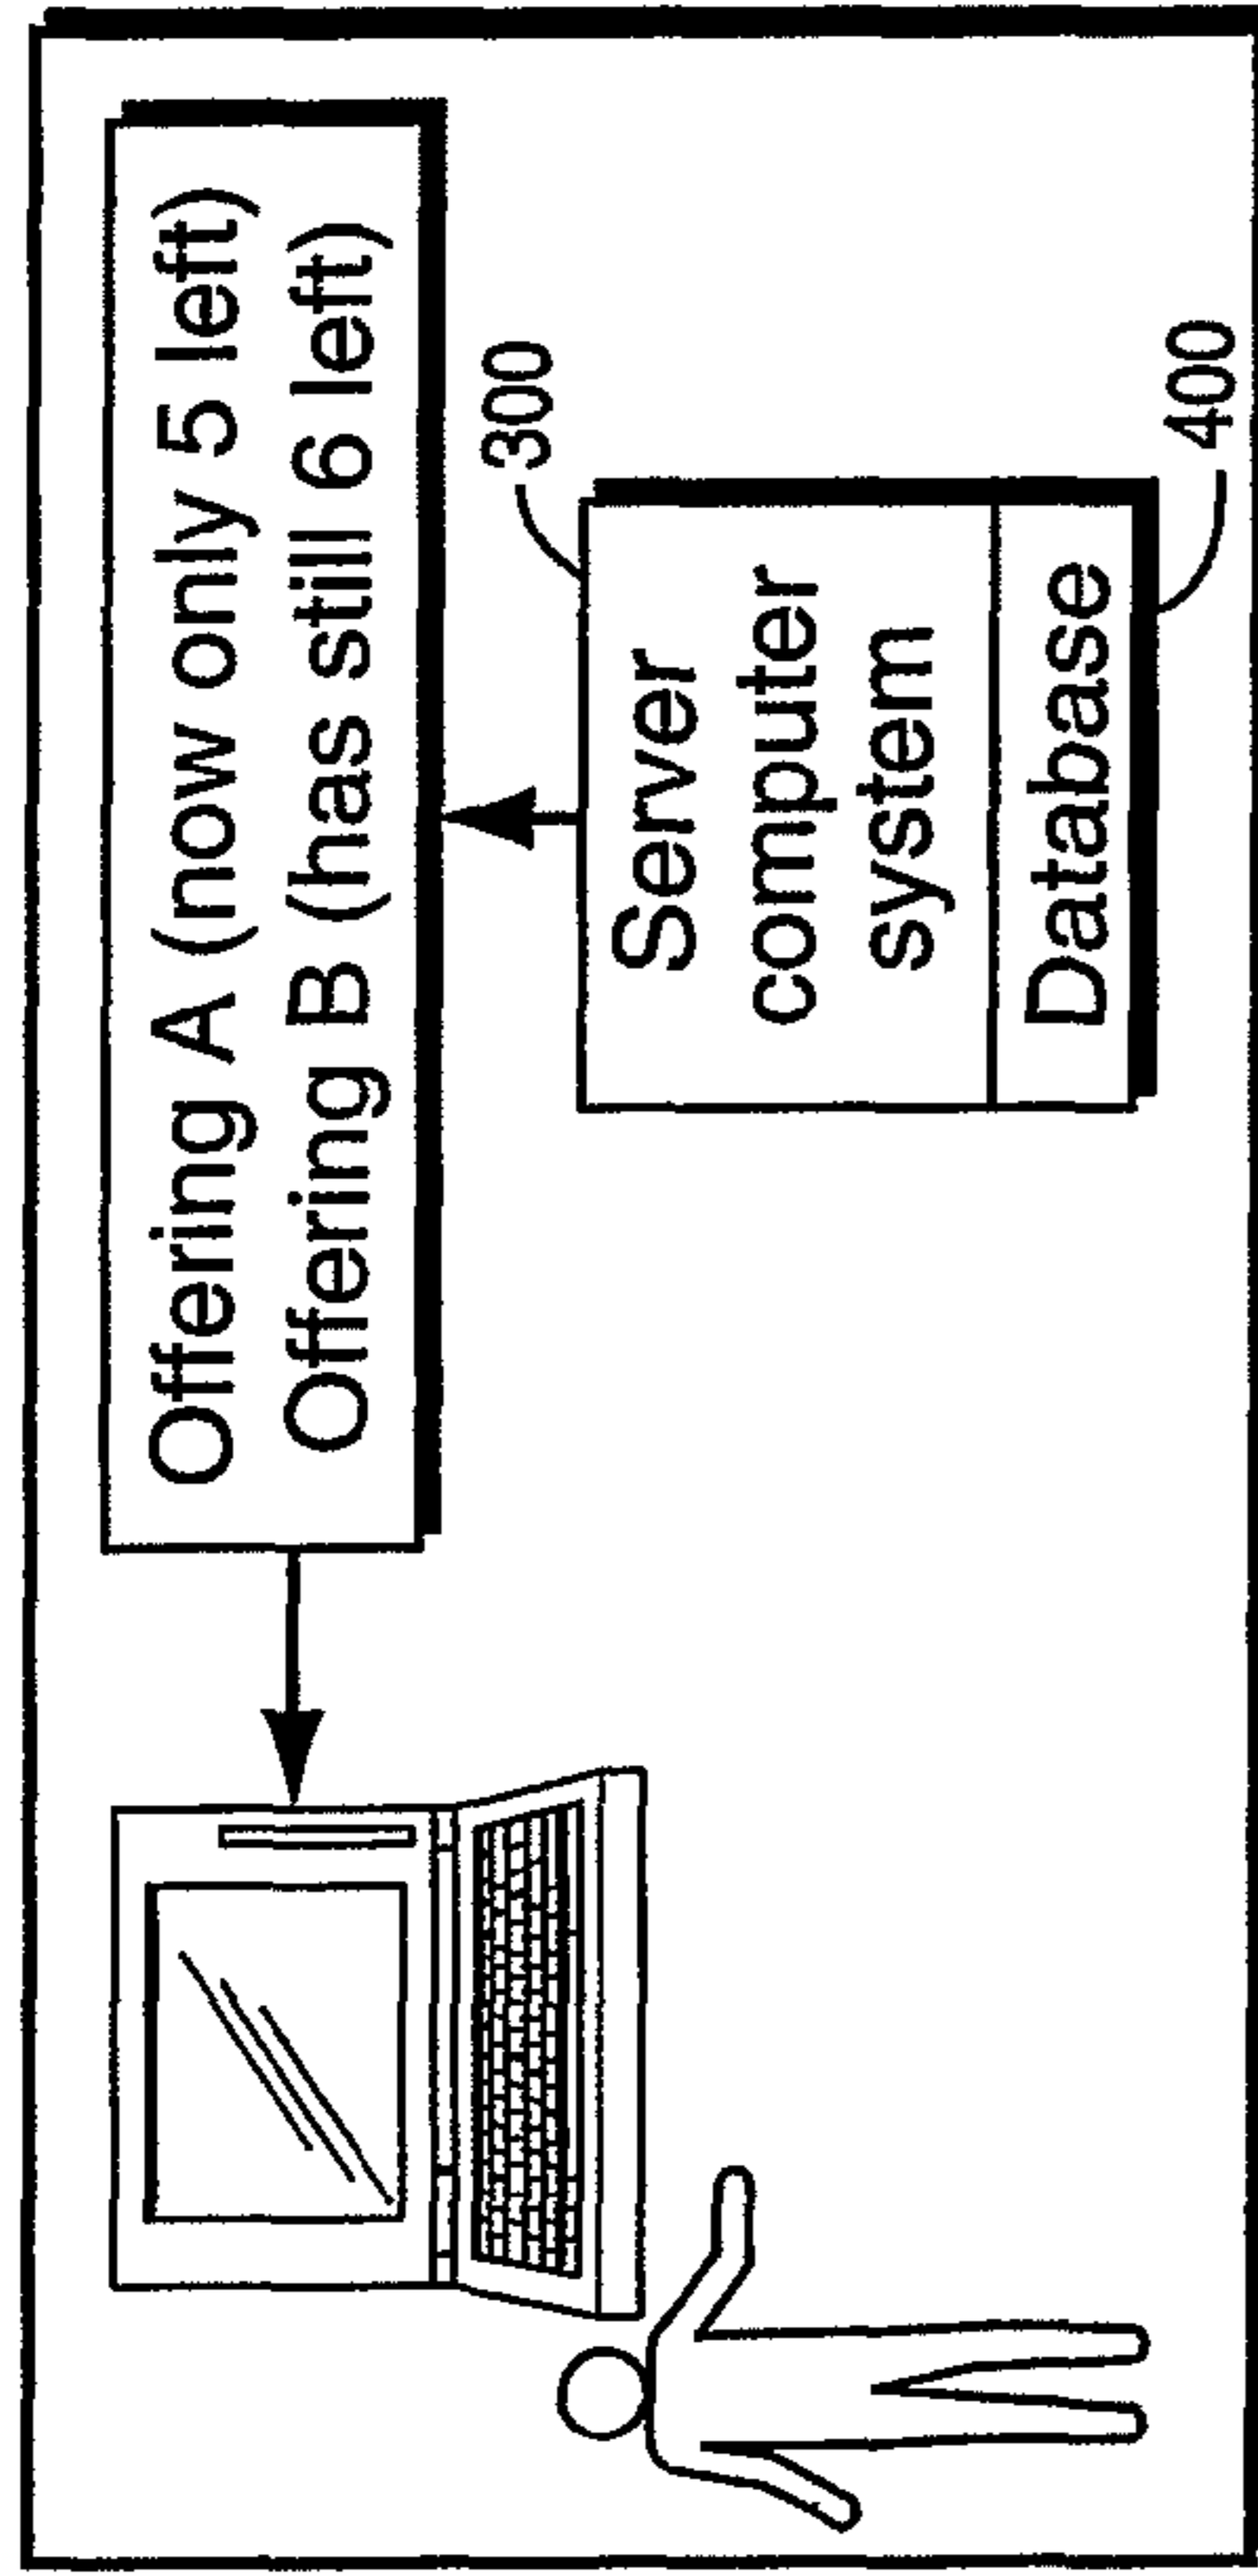 Offering A (now only 5 left)
Offering B (has still 6 left)
300
Server
computer
system
Database
400